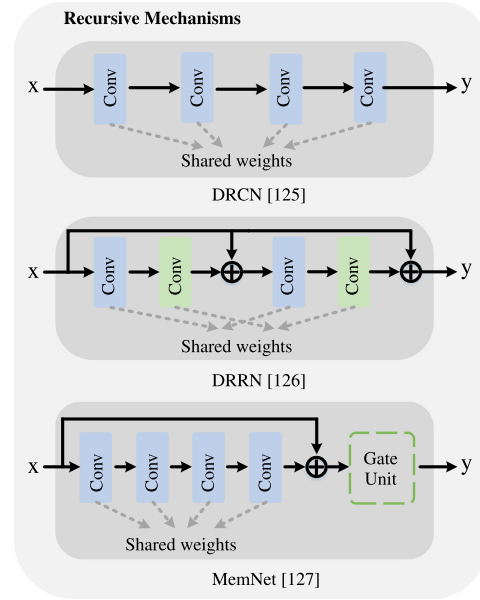 Recursive Mechanisms
x Conv Conv Conv Conv y
Shared weights
DRCN [125]
x Conv Conv Conv Conv y
Shared weights
DRRN [126]
x Conv Conv Conv Conv Gate y
Unit
Shared weights
MemNet [127]